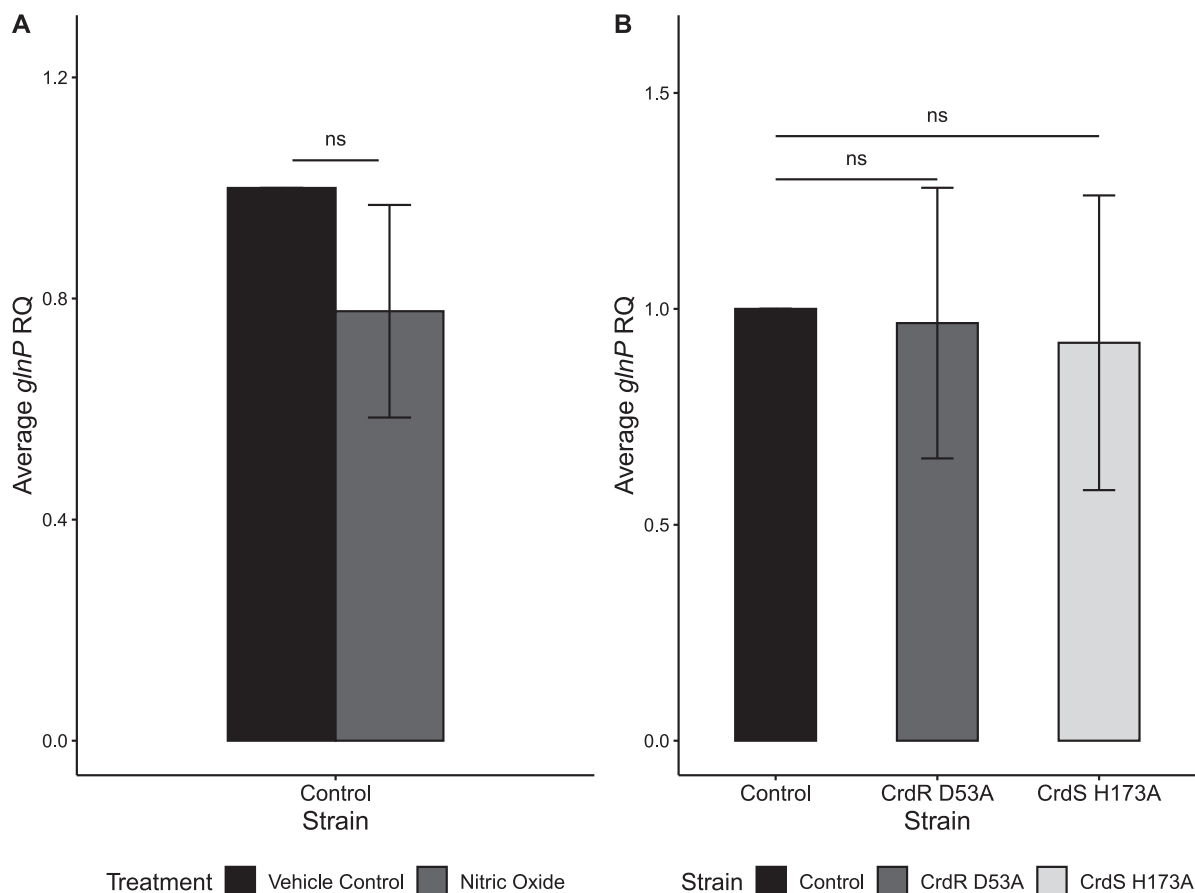 A
1.2
0.8
0.4
0.0
Average glnP RQ
ns
Control
Strain
Treatment Vehicle Control Nitric Oxide
B
1.5
1.0
0.5
0.0
Average glnP RQ
ns
ns
Control CrdR D53A CrdS H173A
Strain
Strain Control CrdR D53A CrdS H173A